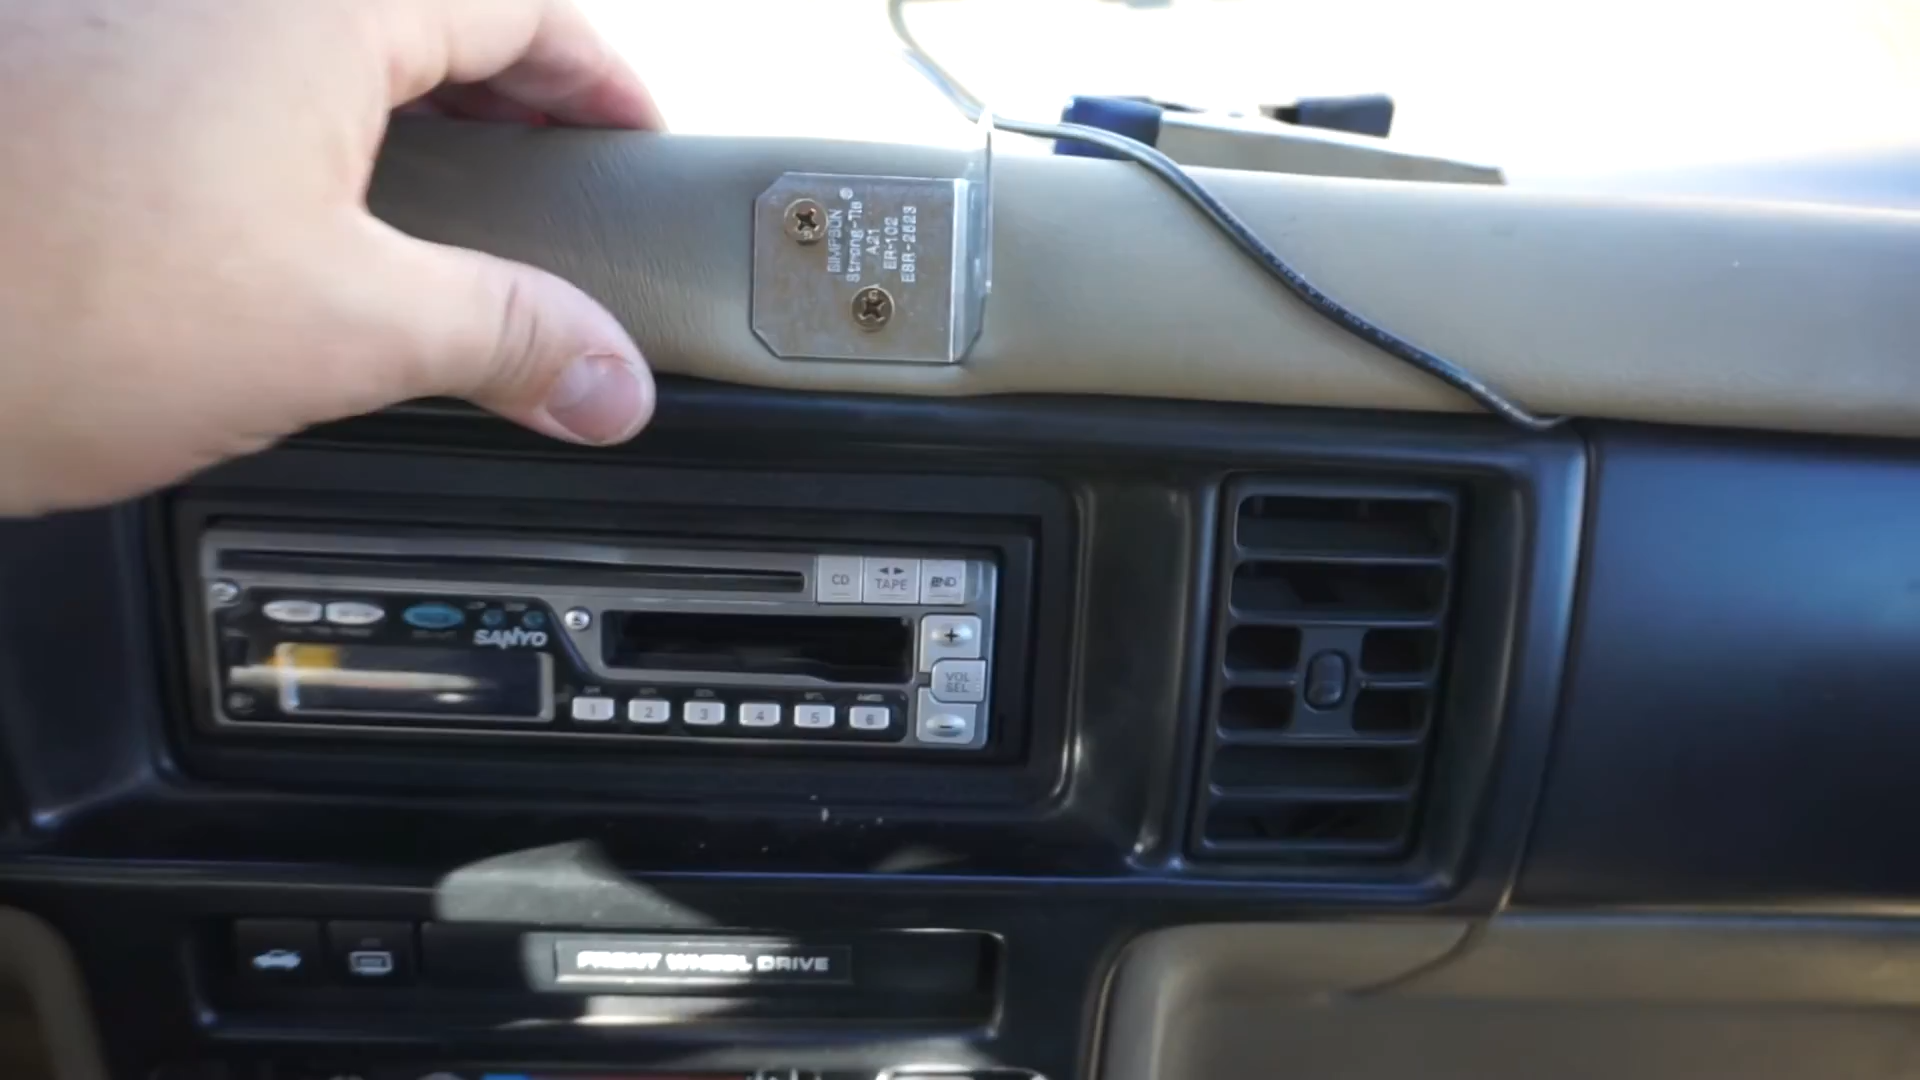 SIMPSON
Strong-Tie®
A21
ER-102
ESR-2523
CD
TAPE
BND
SANYO
VOL
SEL
1
2
3
4
5
6
FRONT WHEEL DRIVE